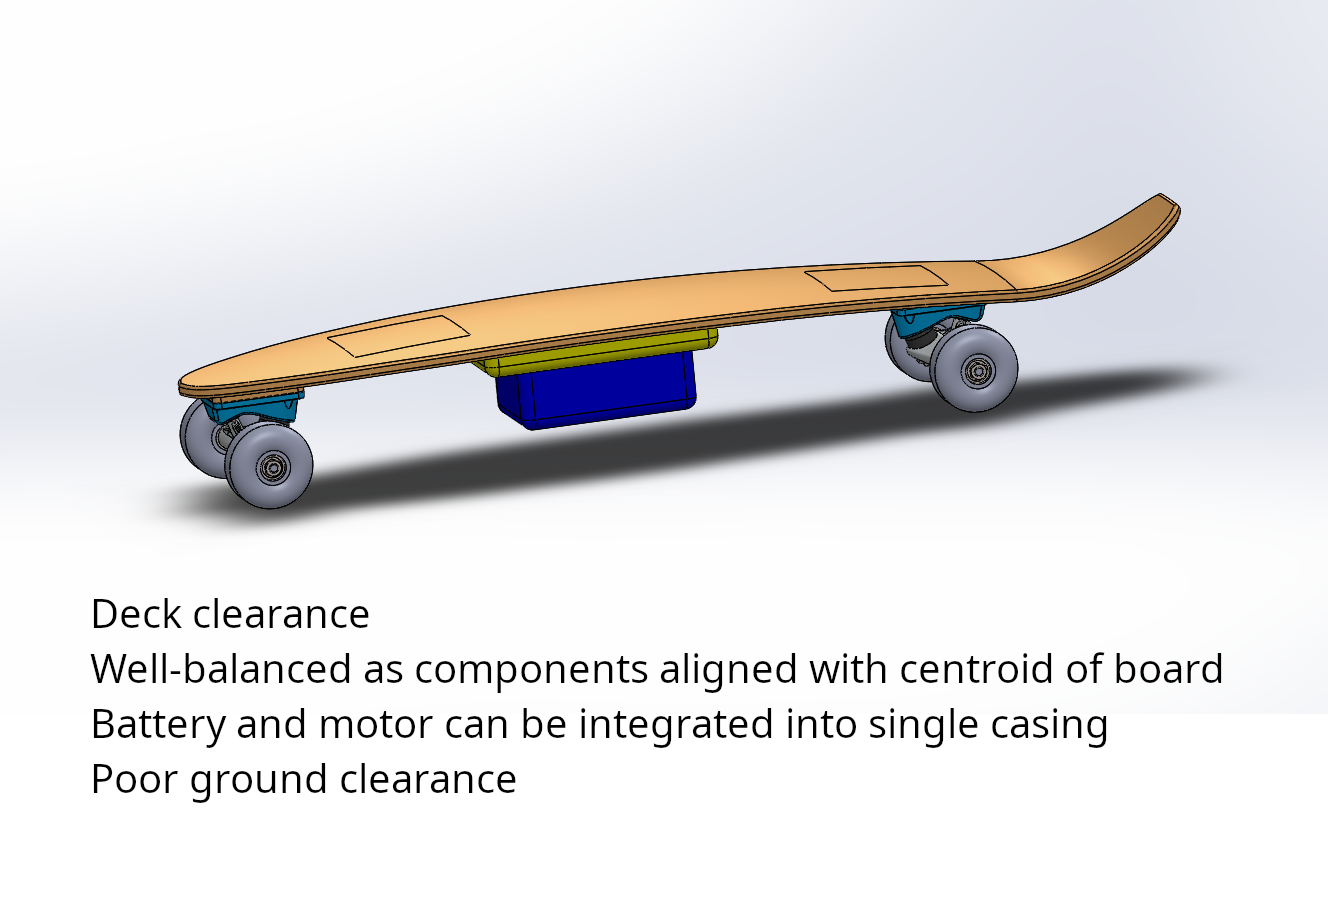 Deck clearance
Well-balanced as components aligned with centroid of board
Battery and motor can be integrated into single casing
Poor ground clearance